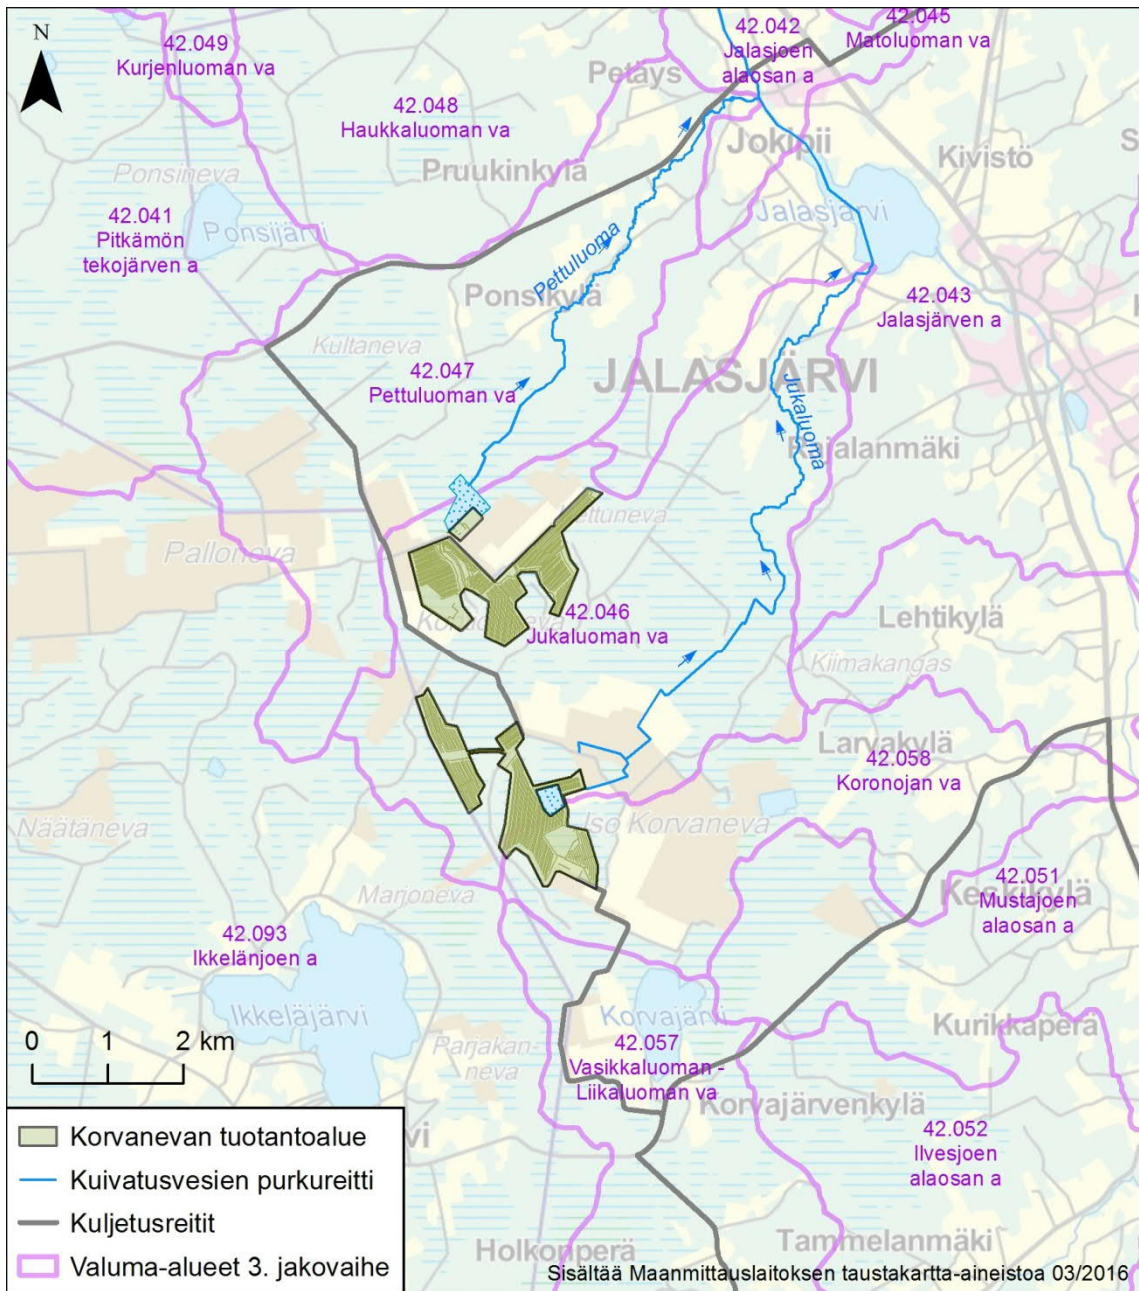 N
42.049
Kurjenluoman va
42.042
Jalasjoen
alaosan a
42.045
Matoluoman va
Petäys
42.048
Haukkaluoman va
Jokipii
Kivistö
Ponsineva
Pruukinkylä
42.041
Pitkämön
tekojärven a
Ponsijärvi
Jalasjärvi
Pettuluoma
Ponsikylä
42.043
Jalasjärven a
Kultaneva
42.047
Pettuluoman va
JALASJÄRVI
Jukaluoma
Rajalanmäki
Palloneva
42.046
Jukaluoman va
Lehtikylä
Kiimakangas
Larvakylä
42.058
Koronojan va
Näätäneva
Iso Korvaneva
Marjoneva
42.051
Keskikylä
Mustajoen
alaosan a
42.093
Ikkelänjoen a
Ikkeläjärvi
Korvajärvi
Kurikkaperä
0 1 2 km
Parjakan-
neva
42.057
Vasikkaluoman -
Liikaluoman va
Korvajärvenkylä
42.052
Ilvesjoen
alaosan a
Korvanevan tuotantoalue
Kuivatusvesien purkureitti
Kuljetusreitit
Valuma-alueet 3. jakovaihe
Holkonperä
Tammelanmäki
Sisältää Maanmittauslaitoksen taustakartta-aineistoa 03/2016